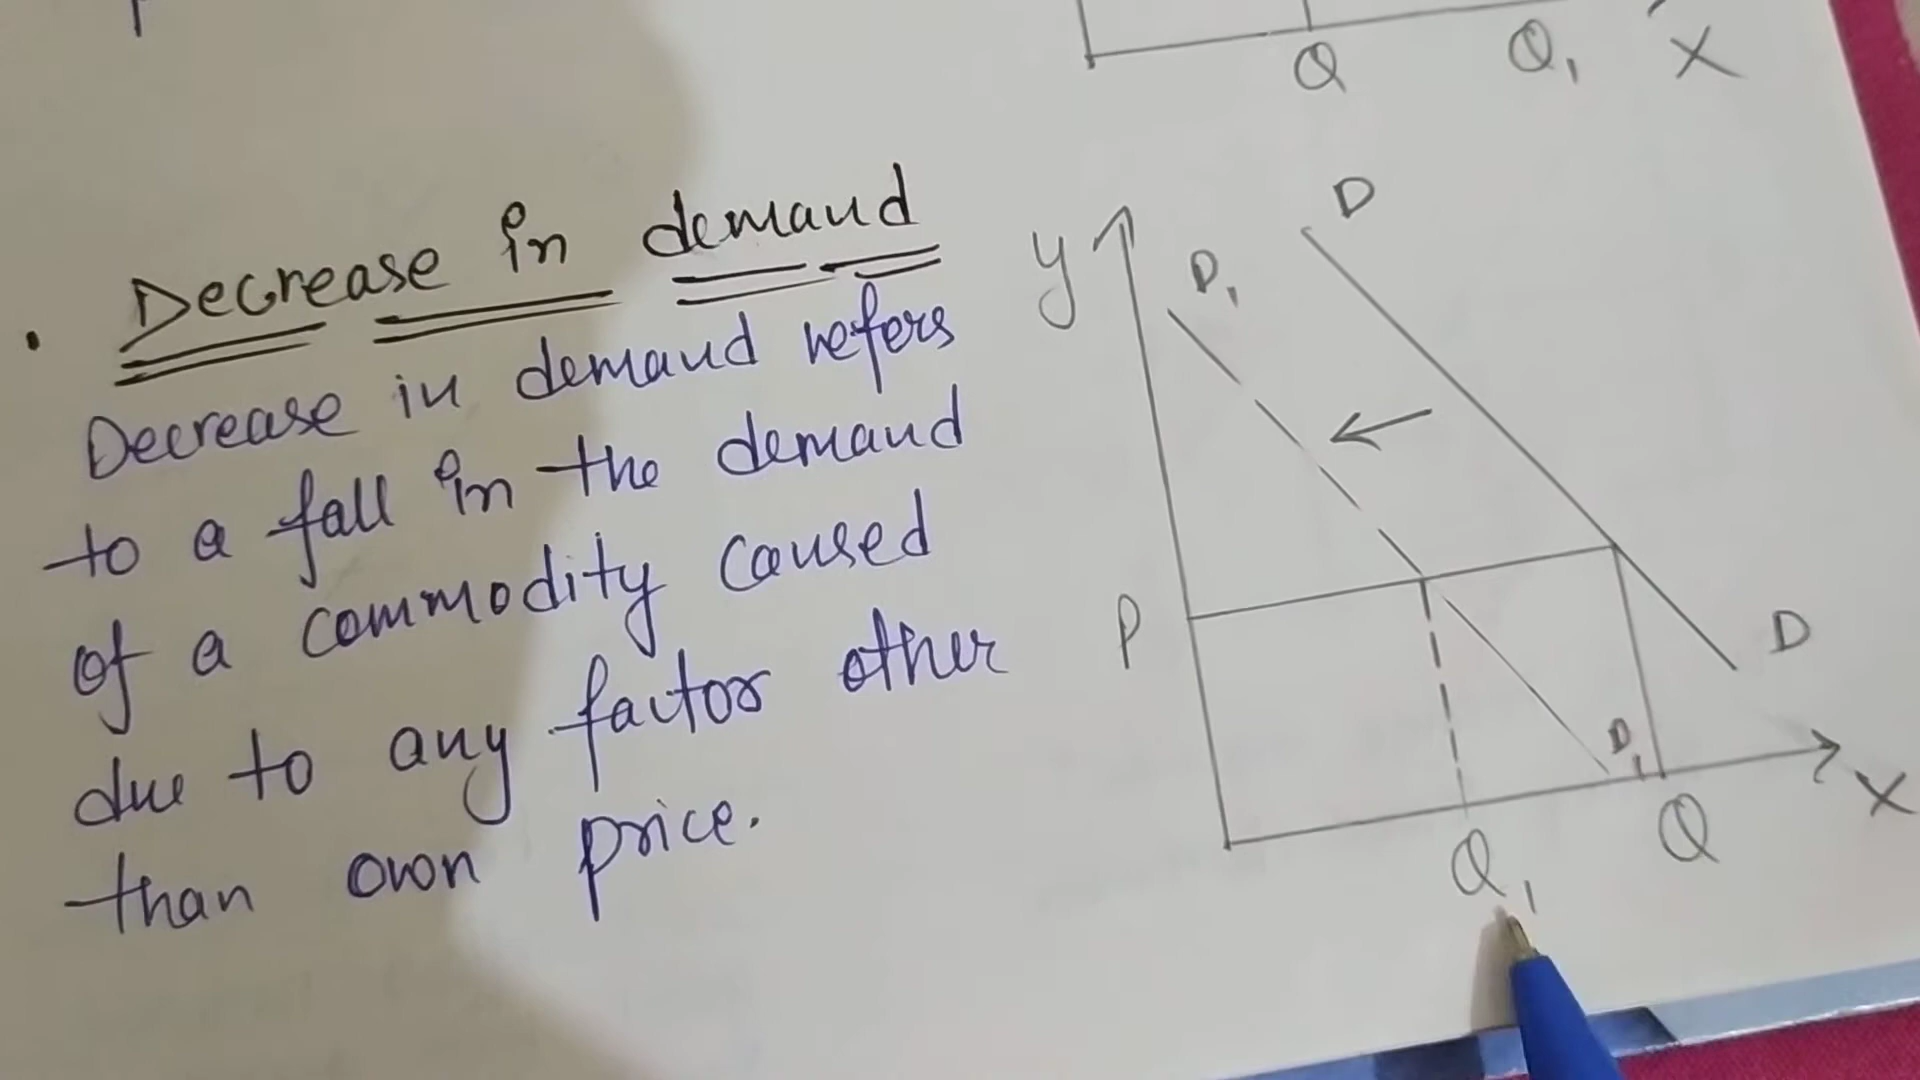 Q Q1 X
Decrease in demand
Decrease in demand refers
to a fall in the demand
of a commodity caused
due to any factor other
than own price.
D
y D1
P D
D1
X
Q1 Q